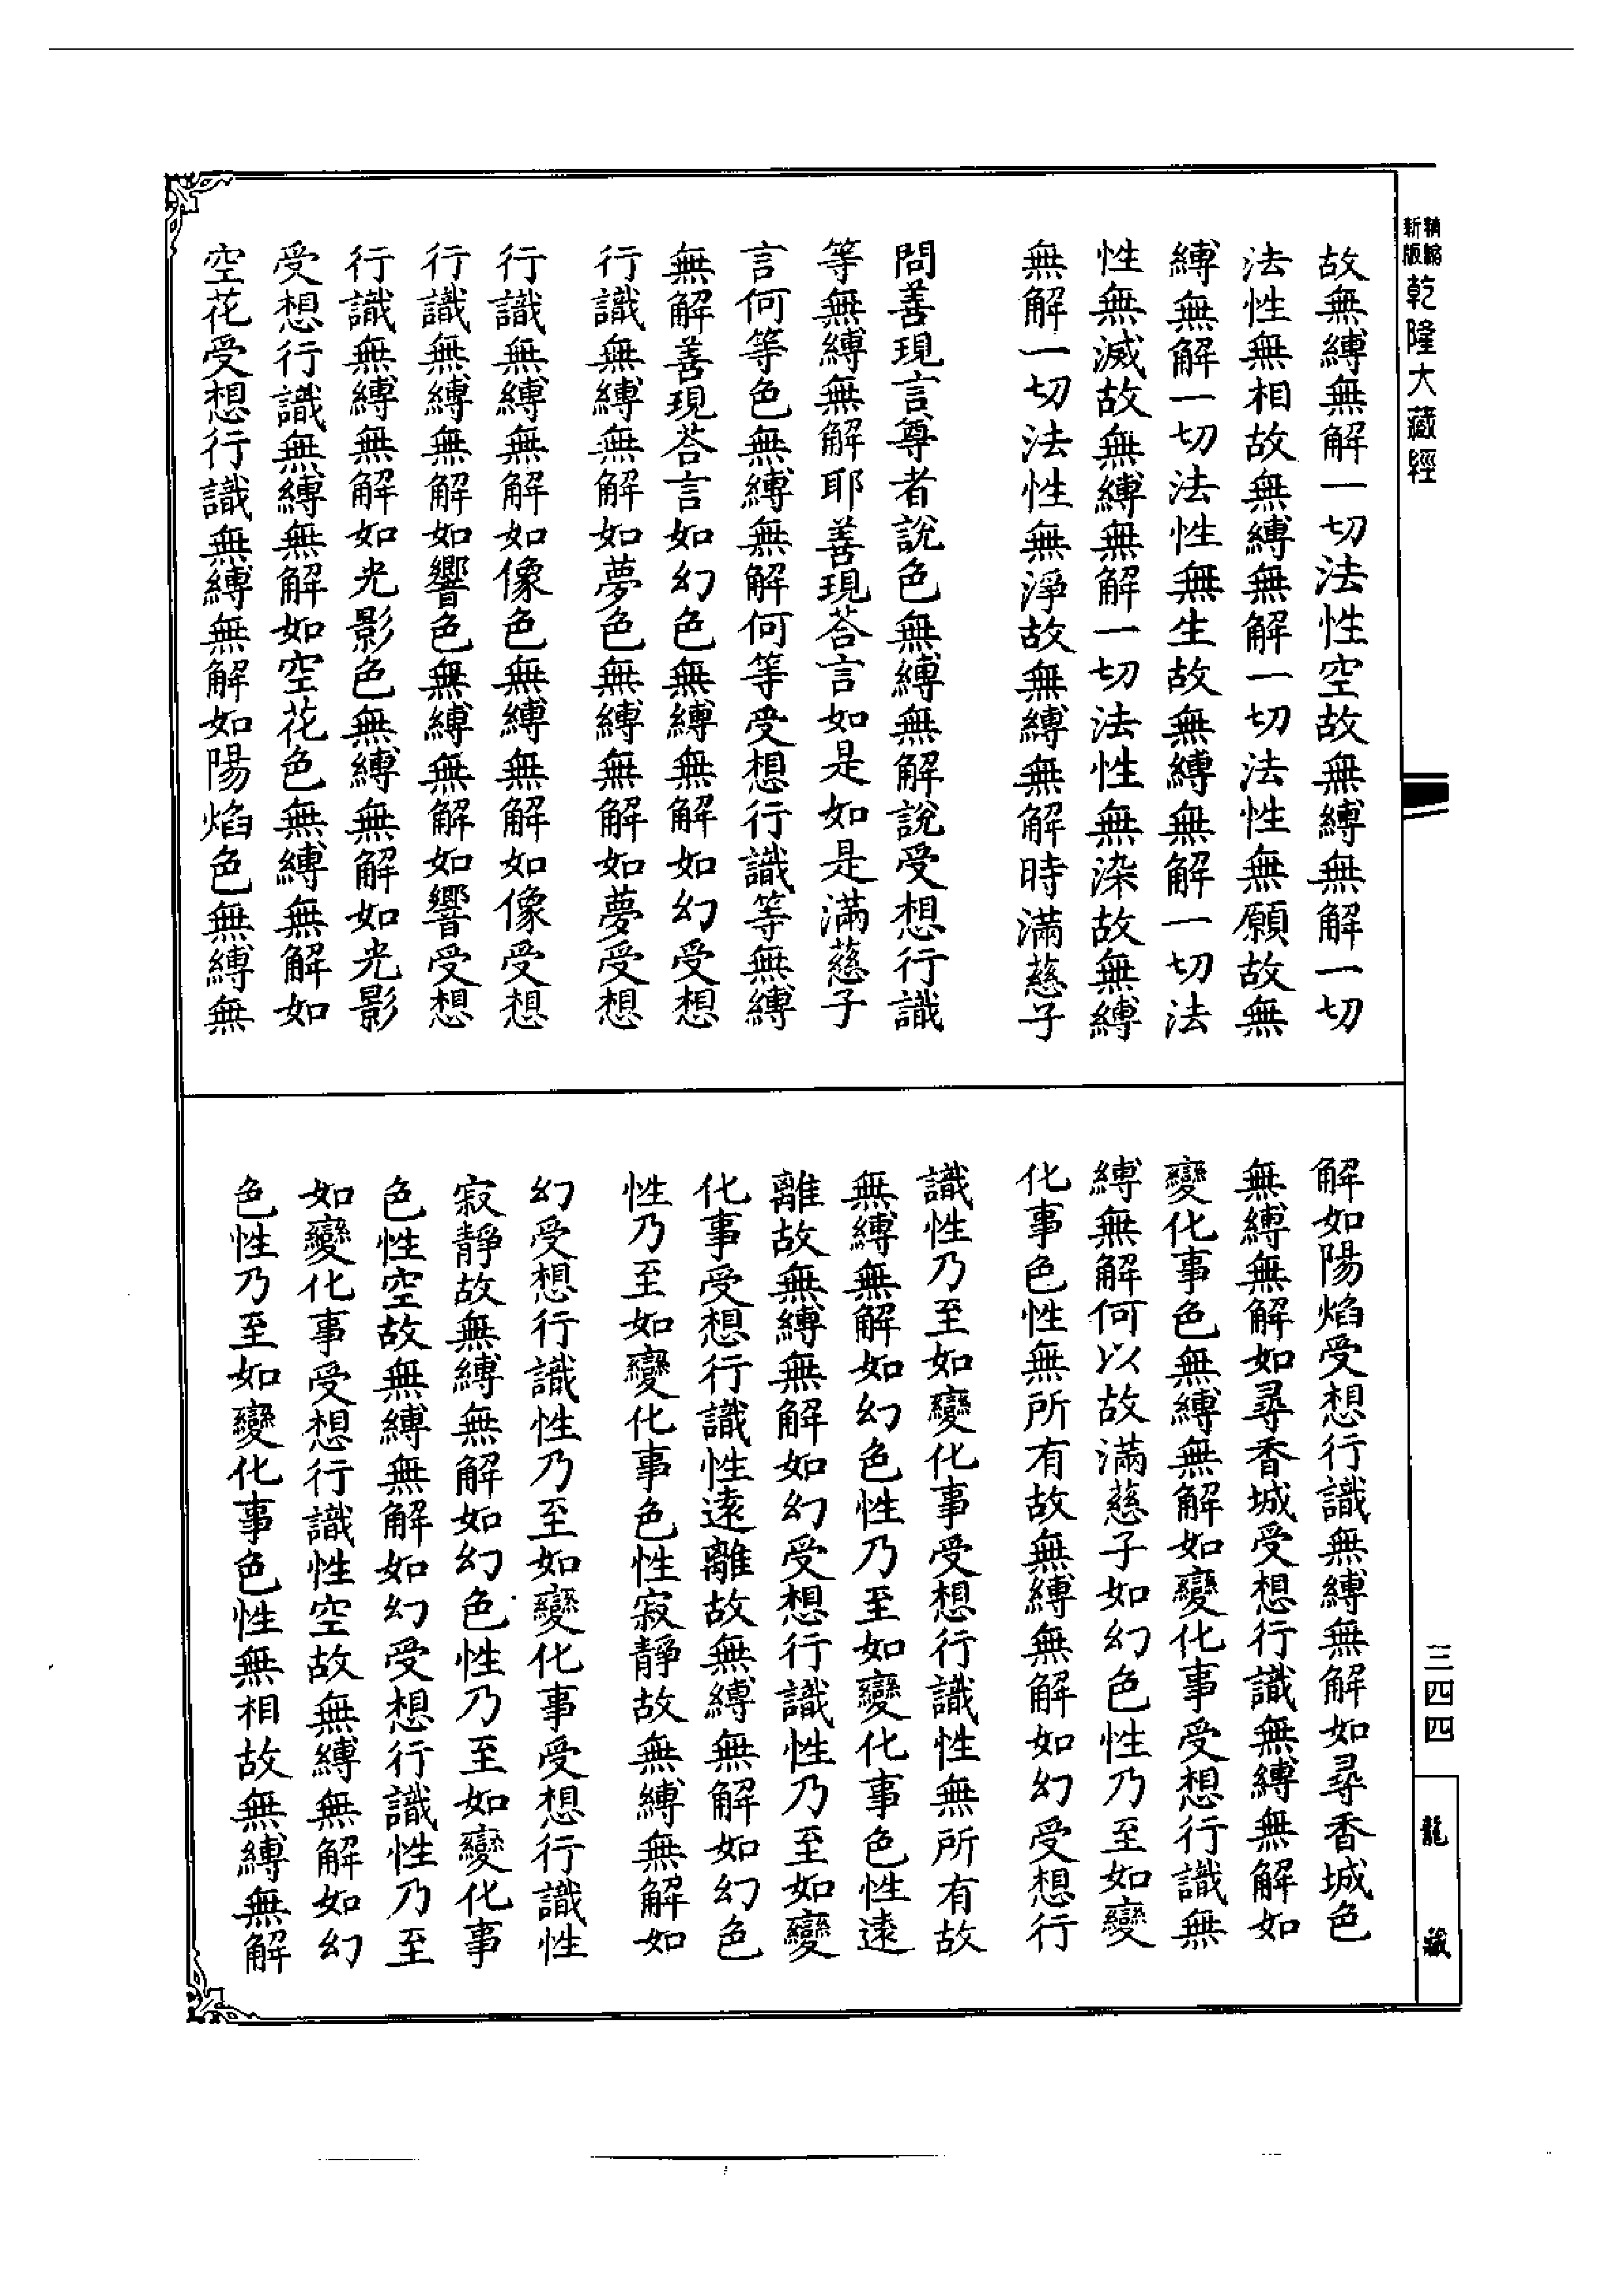 精縮新版乾隆大藏經
故無縛無解一切法性空故無縛無解一切
法性無相故無縛無解一切法性無願故無
縛無解一切法性無生故無縛無解一切法
性無滅故無縛無解一切法性無染故無縛
無解一切法性無淨故無縛無解時滿慈子
問善現言尊者說色無縛無解說受想行識
等無縛無解耶善現荅言如是如是滿慈子
言何等色無縛無解何等受想行識等無縛
無解善現荅言如幻色無縛無解如幻受想
行識無縛無解如夢色無縛無解如夢受想
行識無縛無解如像色無縛無解如像受想
行識無縛無解如響色無縛無解如響受想
行識無縛無解如光影色無縛無解如光影
受想行識無縛無解如空花色無縛無解如
空花受想行識無縛無解如陽焰色無縛無
解如陽焰受想行識無縛無解如尋香城色
無縛無解如尋香城受想行識無縛無解如
變化事色無縛無解如變化事受想行識無
縛無解何以故滿慈子如幻色性乃至如變
化事色性無所有故無縛無解如幻受想行
識性乃至如變化事受想行識性無所有故
無縛無解如幻色性乃至如變化事色性遠
離故無縛無解如幻受想行識性乃至如變
化事受想行識性遠離故無縛無解如幻色
性乃至如變化事色性寂靜故無縛無解如
幻受想行識性乃至如變化事受想行識性
寂靜故無縛無解如幻色性乃至如變化事
色性空故無縛無解如幻受想行識性乃至
如變化事受想行識性空故無縛無解如幻
色性乃至如變化事色性無相故無縛無解
三四四
龍藏